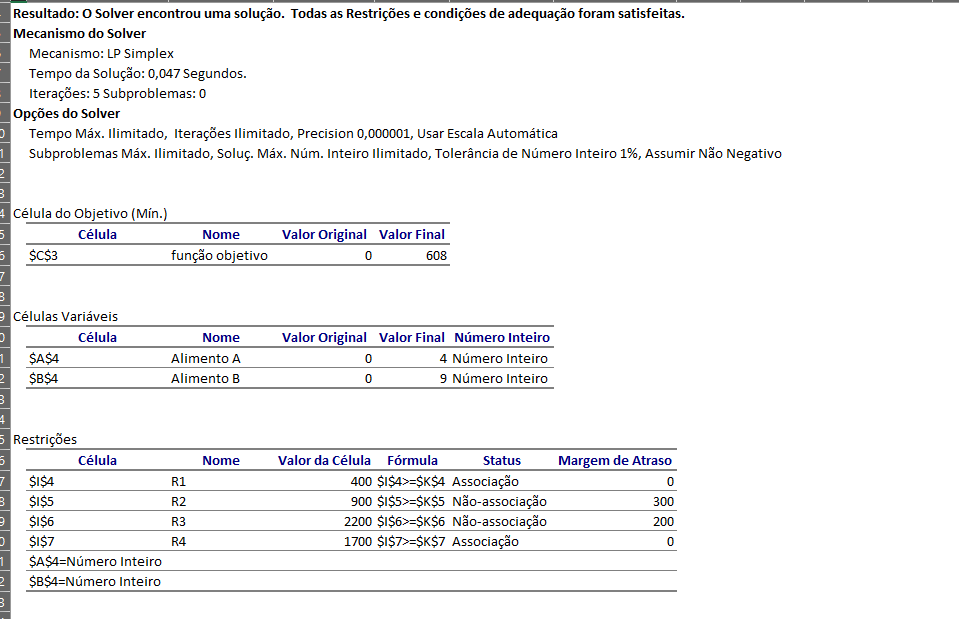 Resultado: O Solver encontrou uma solução.  Todas as Restrições e condições de adequação foram satisfeitas.
Mecanismo do Solver
Mecanismo: LP Simplex
Tempo da Solução: 0,047 Segundos.
Iterações: 5 Subproblemas: 0
Opções do Solver
Tempo Máx. Ilimitado,  Iterações Ilimitado, Precision 0,000001, Usar Escala Automática
Subproblemas Máx. Ilimitado, Soluç. Máx. Núm. Inteiro Ilimitado, Tolerância de Número Inteiro 1%, Assumir Não Negativo
Célula do Objetivo (Mín.)
Célula Nome Valor Original Valor Final
$C$3 função objetivo 0 608
Células Variáveis
Célula Nome Valor Original Valor Final Número Inteiro
$A$4 Alimento A 0 4 Número Inteiro
$B$4 Alimento B 0 9 Número Inteiro
Restrições
Célula Nome Valor da Célula Fórmula Status Margem de Atraso
$I$4 R1 400 $I$4>=$K$4 Associação 0
$I$5 R2 900 $I$5>=$K$5 Não-associação 300
$I$6 R3 2200 $I$6>=$K$6 Não-associação 200
$I$7 R4 1700 $I$7>=$K$7 Associação 0
$A$4=Número Inteiro
$B$4=Número Inteiro